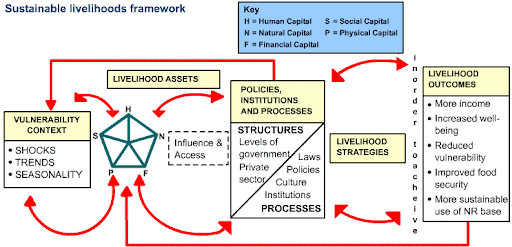 Sustainable livelihoods framework
Key
H = Human Capital S = Social Capital
N = Natural Capital P = Physical Capital
F = Financial Capital
LIVELIHOOD ASSETS
VULNERABILITY
CONTEXT
• SHOCKS
• TRENDS
• SEASONALITY
H
S
N
P
F
Influence &
Access
POLICIES,
INSTITUTIONS
AND PROCESSES
STRUCTURES
Levels of
government
Private
sector
Laws
Policies
Culture
Institutions
PROCESSES
LIVELIHOOD
STRATEGIES
inorder toacheive
LIVELIHOOD
OUTCOMES
• More income
• Increased well-
being
• Reduced
vulnerability
• Improved food
security
• More sustainable
use of NR base